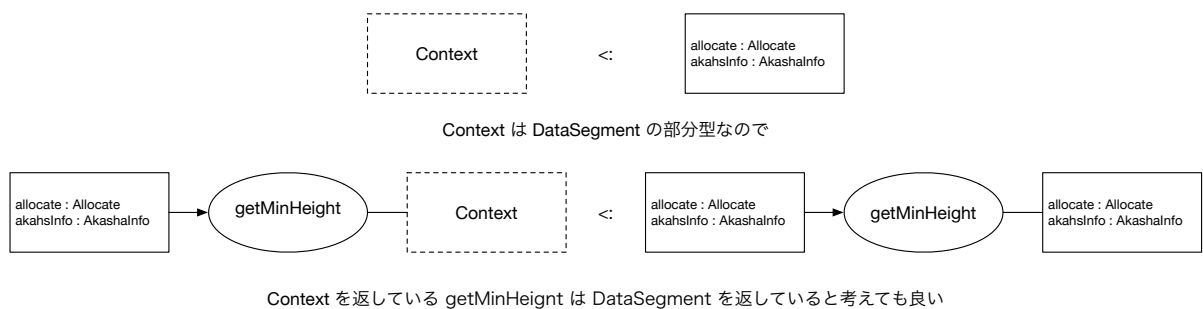 Context
<:
allocate : Allocate
akahsInfo : AkashaInfo
Context は DataSegment の部分型なので
allocate : Allocate
akahsInfo : AkashaInfo
getMinHeight
Context
<:
allocate : Allocate
akahsInfo : AkashaInfo
getMinHeight
allocate : Allocate
akahsInfo : AkashaInfo
Context を返している getMinHeignt は DataSegment を返していると考えても良い